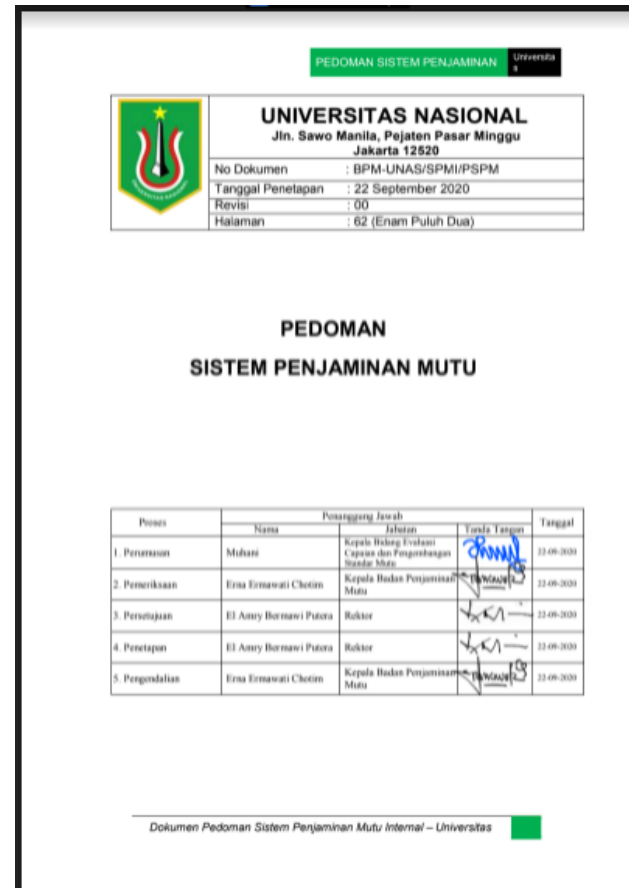 PEDOMAN SISTEM PENJAMINAN
Universita
s
UNIVERSITAS NASIONAL
Jln. Sawo Manila, Pejaten Pasar Minggu
Jakarta 12520
No Dokumen : BPM-UNAS/SPMI/PSPM
Tanggal Penetapan : 22 September 2020
Revisi : 00
Halaman : 62 (Enam Puluh Dua)
UNIVERSITAS NASIONAL
PEDOMAN
SISTEM PENJAMINAN MUTU
Proses Penanggung Jawab Tanggal
Nama Jabatan Tanda Tangan
1. Perumusan Muhani Kepala Bidang Evaluasi Capaian dan Pengembangan Standar Mutu 22-09-2020
2. Pemeriksaan Erna Ermawati Chotim Kepala Badan Penjaminan Mutu 22-09-2020
3. Persetujuan El Amry Bermawi Putera Rektor 22-09-2020
4. Penetapan El Amry Bermawi Putera Rektor 22-09-2020
5. Pengendalian Erna Ermawati Chotim Kepala Badan Penjaminan Mutu 22-09-2020
Dokumen Pedoman Sistem Penjaminan Mutu Internal – Universitas